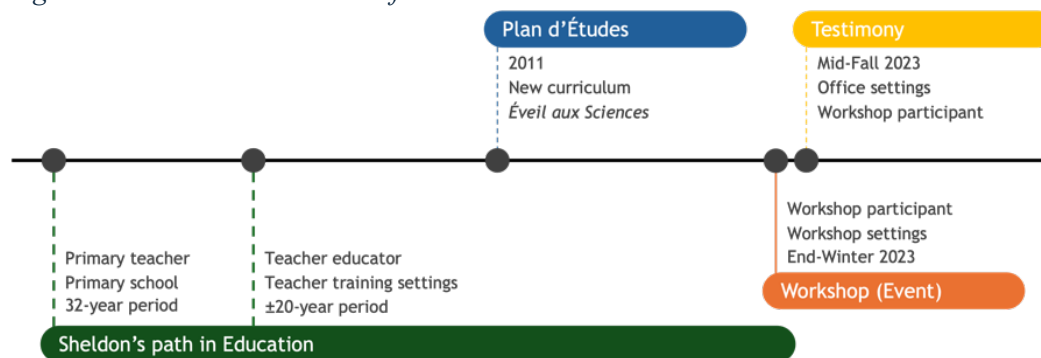 Plan d'Études
2011
New curriculum
Éveil aux Sciences
Testimony
Mid-Fall 2023
Office settings
Workshop participant
Primary teacher
Primary school
32-year period
Teacher educator
Teacher training settings
±20-year period
Workshop participant
Workshop settings
End-Winter 2023
Workshop (Event)
Sheldon's path in Education